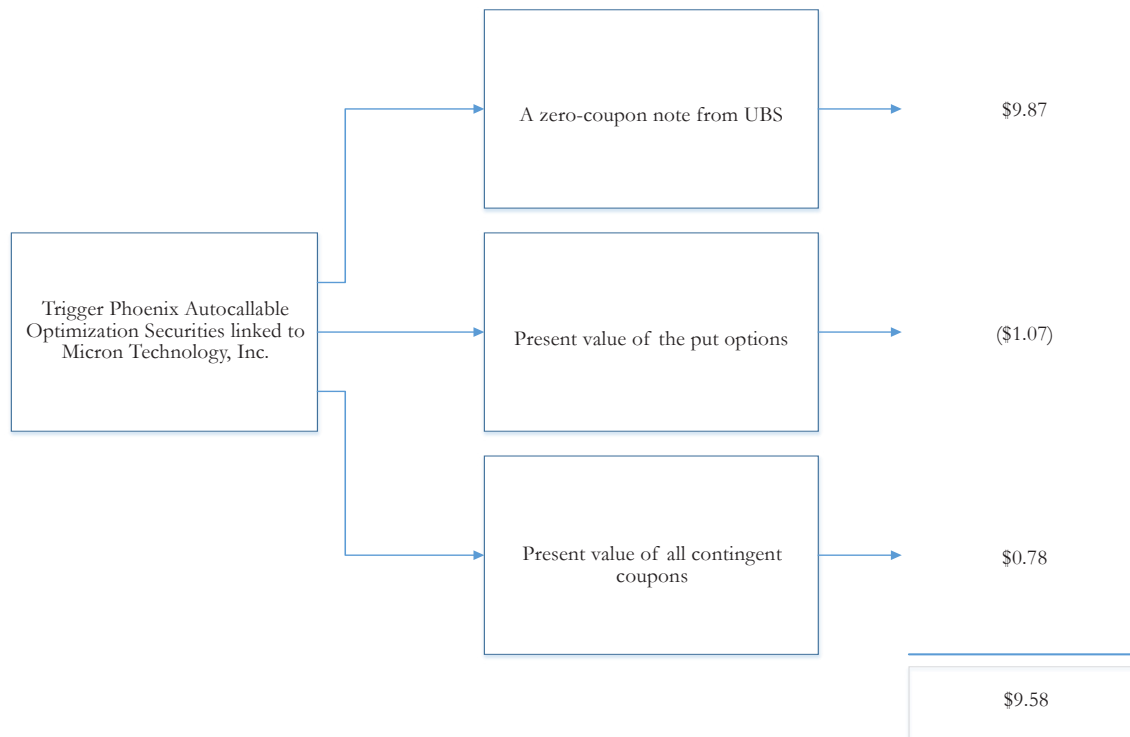 A zero-coupon note from UBS
$9.87
Trigger Phoenix Autocallable
Optimization Securities linked to
Micron Technology, Inc.
Present value of the put options
($1.07)
Present value of all contingent
coupons
$0.78
$9.58